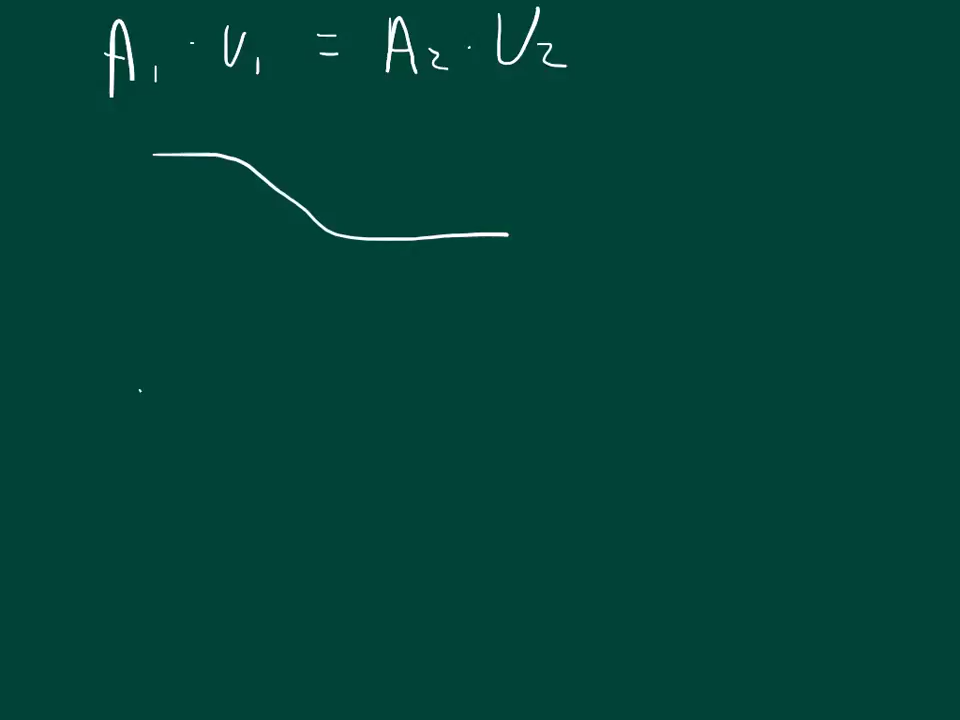 A₁ · v₁ = A₂ · v₂